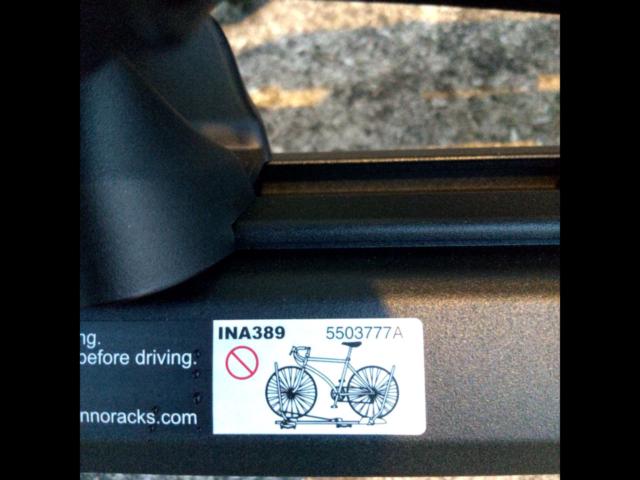 ng.
before driving.
nnoracks.com
INA389 5503777A